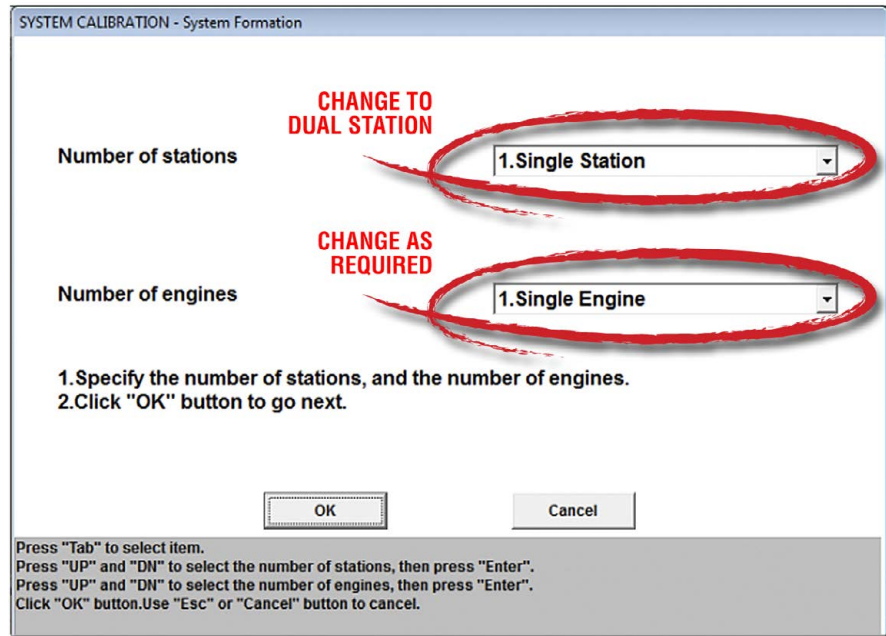 SYSTEM CALIBRATION - System Formation
CHANGE TO
DUAL STATION
Number of stations
1.Single Station
CHANGE AS
REQUIRED
Number of engines
1.Single Engine
1.Specify the number of stations, and the number of engines.
2.Click "OK" button to go next.
OK
Cancel
Press "Tab" to select item.
Press "UP" and "DN" to select the number of stations, then press "Enter".
Press "UP" and "DN" to select the number of engines, then press "Enter".
Click "OK" button.Use "Esc" or "Cancel" button to cancel.